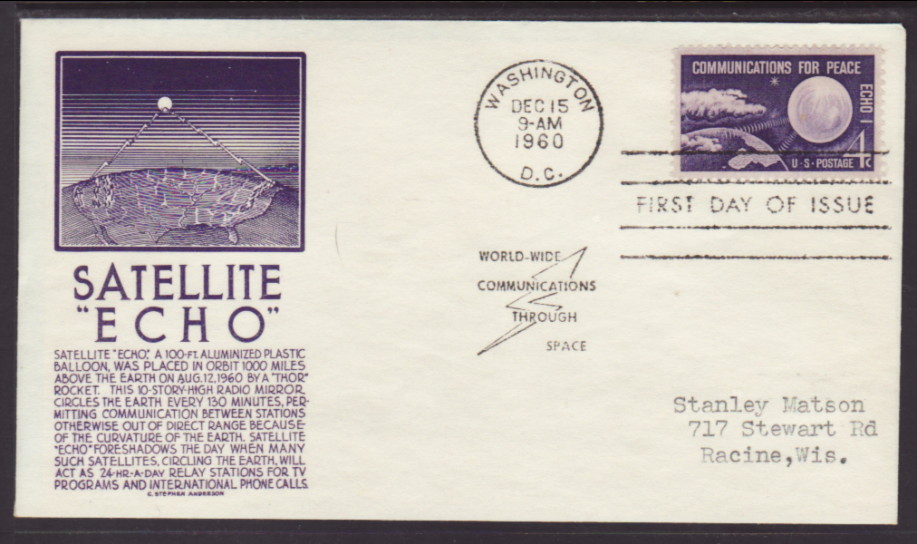 SATELLITE
"ECHO"
SATELLITE "ECHO", A 100-FT. ALUMINIZED PLASTIC
BALLOON, WAS PLACED IN ORBIT 1000 MILES
ABOVE THE EARTH ON AUG. 12, 1960 BY A "THOR"
ROCKET. THIS 10-STORY-HIGH RADIO MIRROR
CIRCLES THE EARTH EVERY 130 MINUTES, PER-
MITTING COMMUNICATION BETWEEN STATIONS
OTHERWISE OUT OF DIRECT RANGE BECAUSE
OF THE CURVATURE OF THE EARTH. SATELLITE
"ECHO" FORESHADOWS THE DAY WHEN MANY
SUCH SATELLITES, CIRCLING THE EARTH, WILL
ACT AS 24-HR-A-DAY RELAY STATIONS FOR TV
PROGRAMS AND INTERNATIONAL PHONE CALLS.
C. STEPHEN ANDERSON
WASHINGTON
DEC 15
9-AM
1960
D.C.
COMMUNICATIONS FOR PEACE
ECHO I
U·S·POSTAGE 4c
FIRST DAY OF ISSUE
WORLD-WIDE
COMMUNICATIONS
THROUGH
SPACE
Stanley Matson
717 Stewart Rd
Racine,Wis.